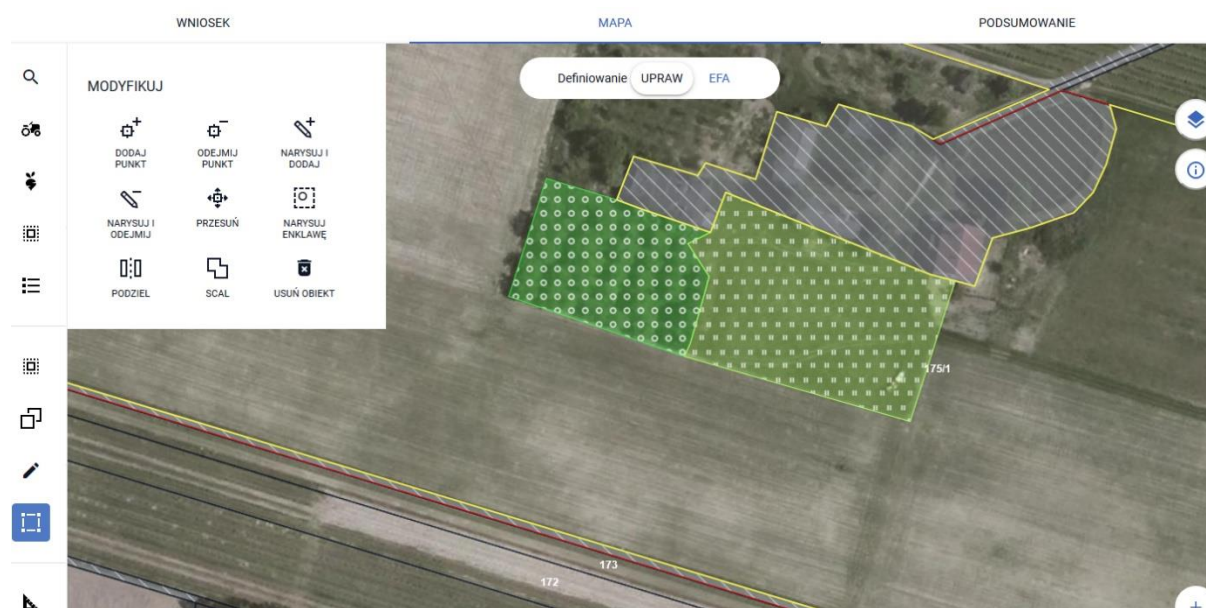 WNIOSEK
MAPA
PODSUMOWANIE
MODYFIKUJ
DODAJ
PUNKT
ODEJMIJ
PUNKT
NARYSUJ I
DODAJ
NARYSUJ I
ODEJMIJ
PRZESUŃ
NARYSUJ
ENKLAWĘ
PODZIEL
SCAL
USUŃ OBIEKT
Definiowanie UPRAW EFA
175/1
173
172